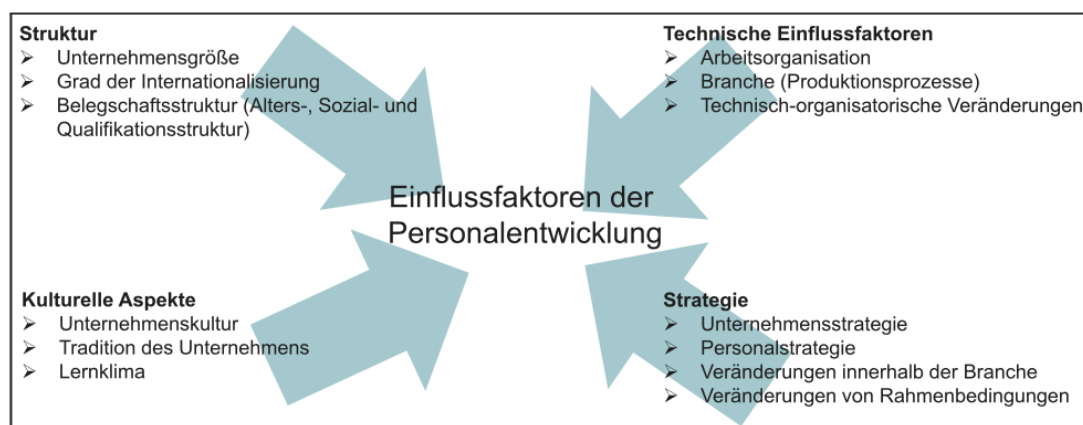 Struktur
➢ Unternehmensgröße
➢ Grad der Internationalisierung
➢ Belegschaftsstruktur (Alters-, Sozial- und
Qualifikationsstruktur)
Technische Einflussfaktoren
➢ Arbeitsorganisation
➢ Branche (Produktionsprozesse)
➢ Technisch-organisatorische Veränderungen
Einflussfaktoren der
Personalentwicklung
Kulturelle Aspekte
➢ Unternehmenskultur
➢ Tradition des Unternehmens
➢ Lernklima
Strategie
➢ Unternehmensstrategie
➢ Personalstrategie
➢ Veränderungen innerhalb der Branche
➢ Veränderungen von Rahmenbedingungen